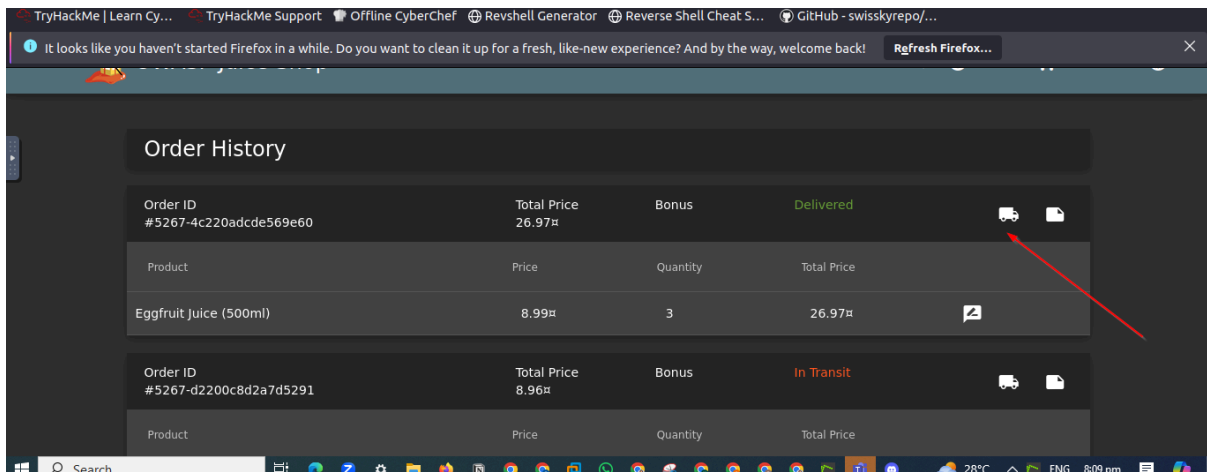 TryHackMe | Learn Cy... TryHackMe Support Offline CyberChef Revshell Generator Reverse Shell Cheat S... GitHub - swisskyrepo/...
It looks like you haven't started Firefox in a while. Do you want to clean it up for a fresh, like-new experience? And by the way, welcome back! Refresh Firefox...
Order History
Order ID Total Price Bonus Delivered
#5267-4c220adcde569e60 26.97¤
Product Price Quantity Total Price
Eggfruit Juice (500ml) 8.99¤ 3 26.97¤
Order ID Total Price Bonus In Transit
#5267-d2200c8d2a7d5291 8.96¤
Product Price Quantity Total Price
Search 28°C ENG 8:09 pm